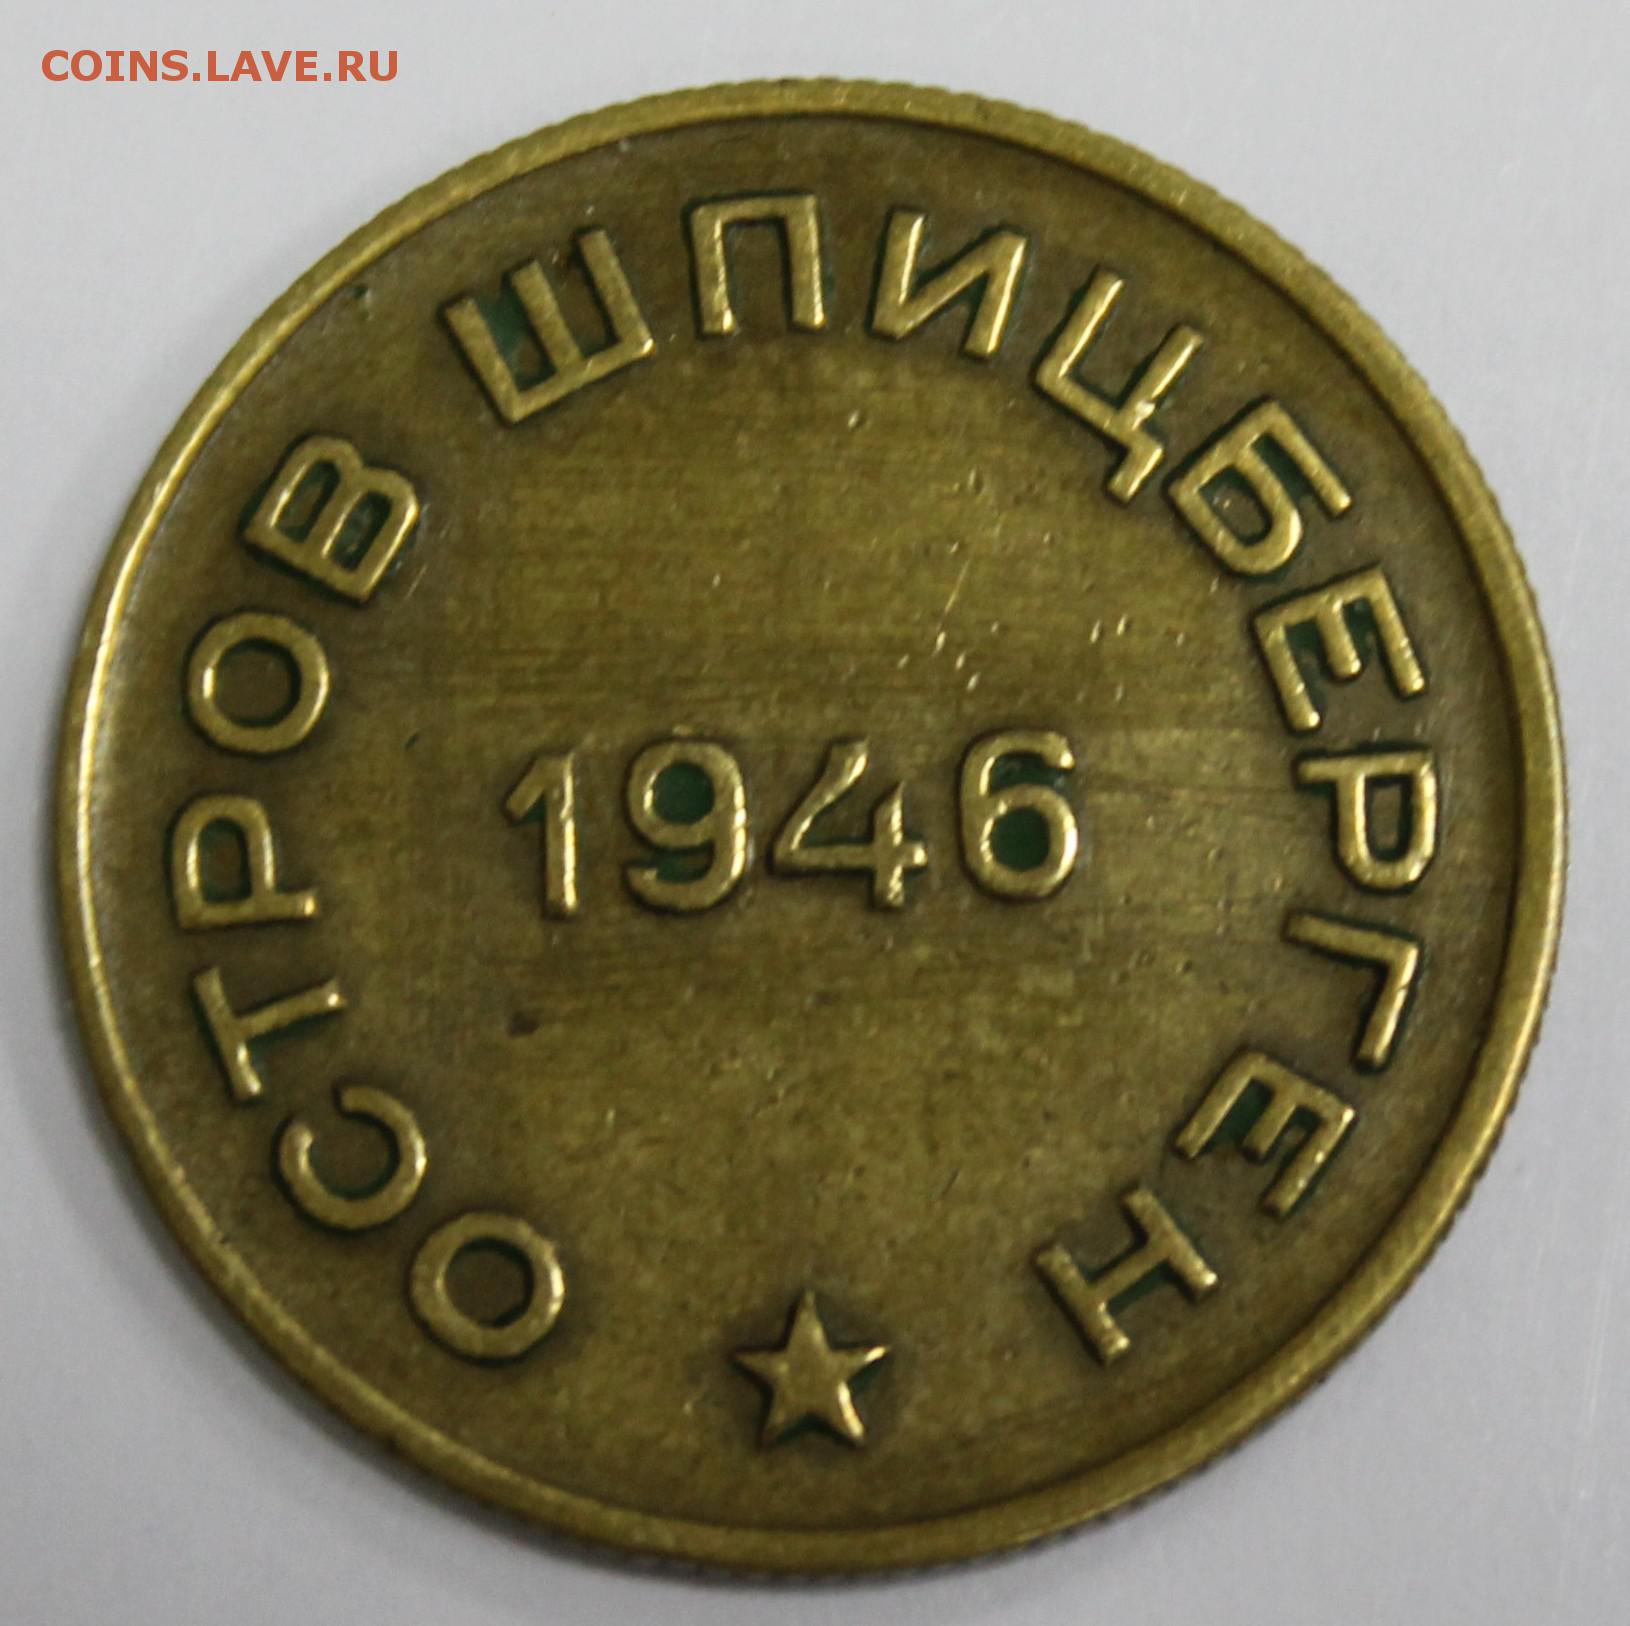 COINS.LAVE.RU
ОСТРОВ ШПИЦБЕРГЕН
1946